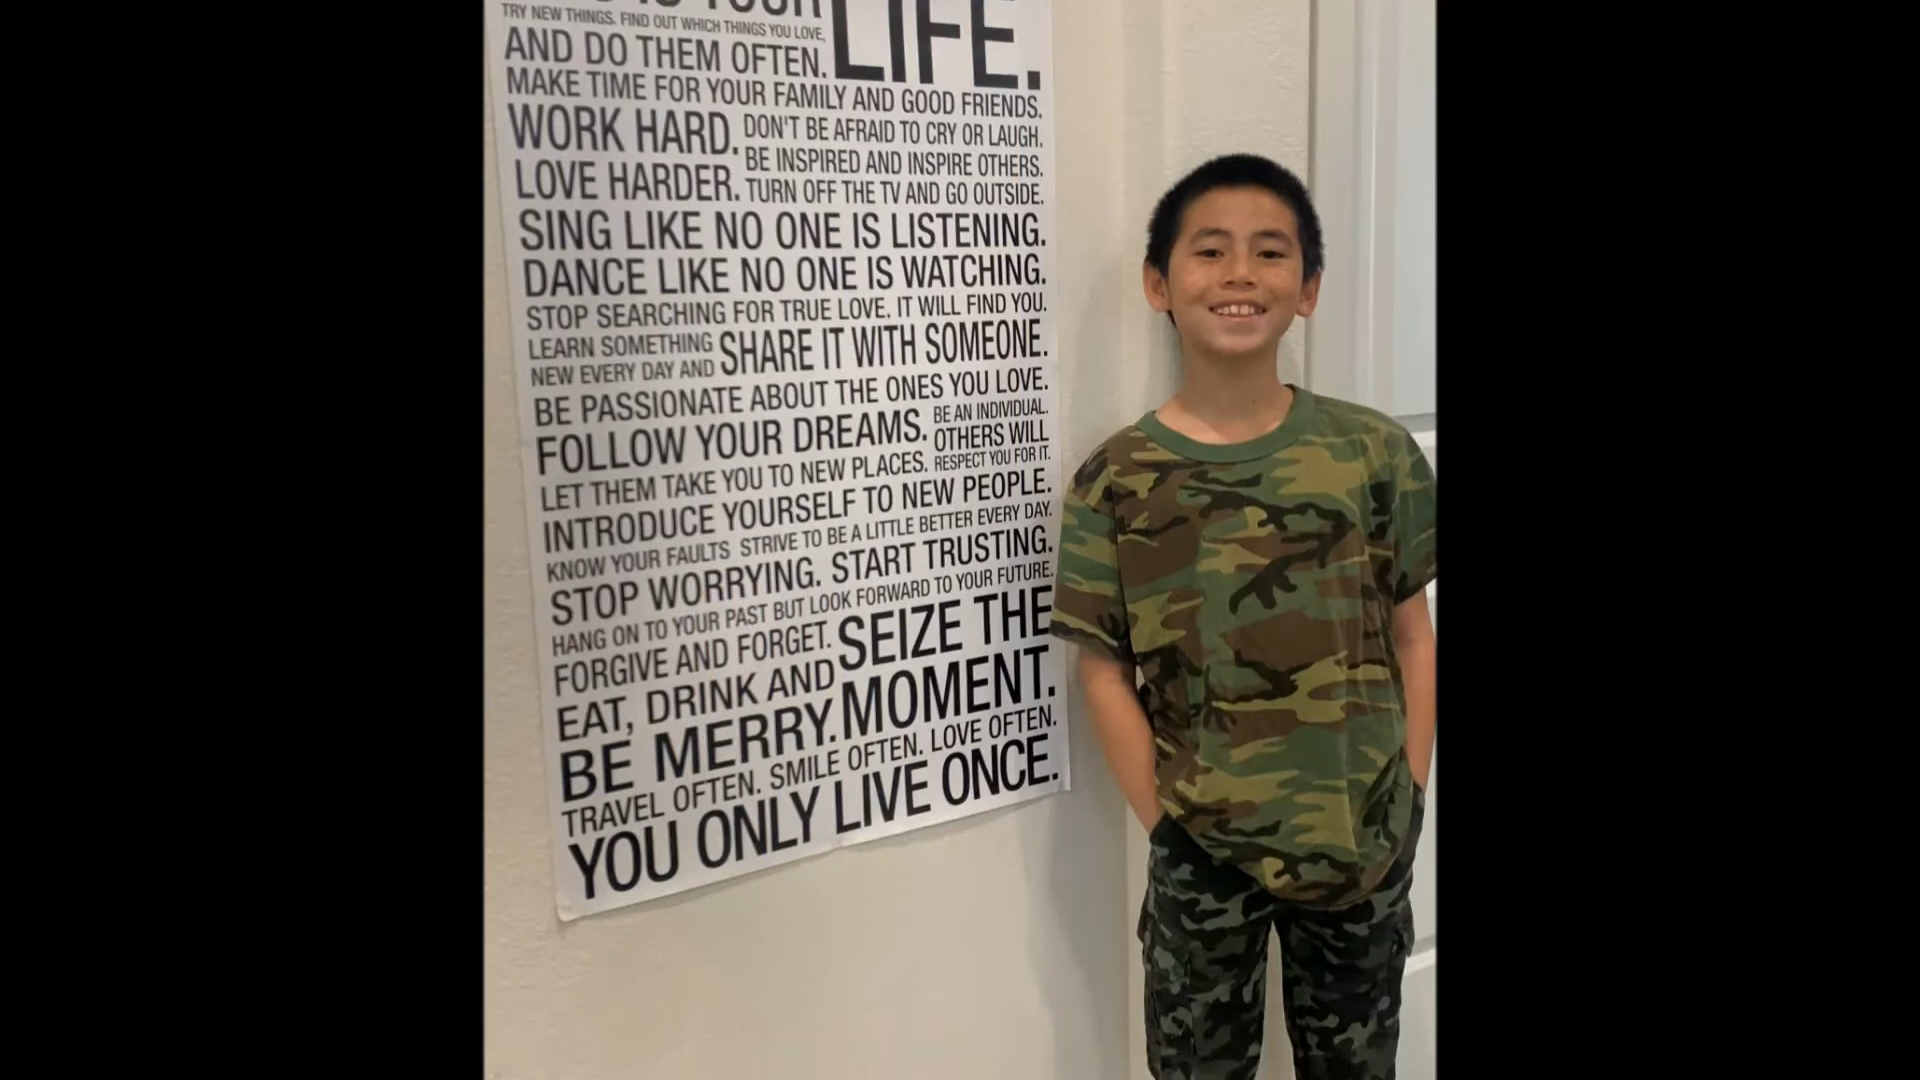 YOUR LIFE.
TRY NEW THINGS. FIND OUT WHICH THINGS YOU LOVE,
AND DO THEM OFTEN.
MAKE TIME FOR YOUR FAMILY AND GOOD FRIENDS.
WORK HARD.
LOVE HARDER.
DON'T BE AFRAID TO CRY OR LAUGH.
BE INSPIRED AND INSPIRE OTHERS.
TURN OFF THE TV AND GO OUTSIDE.
SING LIKE NO ONE IS LISTENING.
DANCE LIKE NO ONE IS WATCHING.
STOP SEARCHING FOR TRUE LOVE. IT WILL FIND YOU.
LEARN SOMETHING
NEW EVERY DAY AND
SHARE IT WITH SOMEONE.
BE PASSIONATE ABOUT THE ONES YOU LOVE.
FOLLOW YOUR DREAMS.
BE AN INDIVIDUAL.
OTHERS WILL
RESPECT YOU FOR IT.
LET THEM TAKE YOU TO NEW PLACES.
INTRODUCE YOURSELF TO NEW PEOPLE.
KNOW YOUR FAULTS STRIVE TO BE A LITTLE BETTER EVERY DAY.
STOP WORRYING. START TRUSTING.
HANG ON TO YOUR PAST BUT LOOK FORWARD TO YOUR FUTURE.
FORGIVE AND FORGET.
EAT, DRINK AND
BE MERRY.
SEIZE THE
MOMENT.
TRAVEL OFTEN. SMILE OFTEN. LOVE OFTEN.
YOU ONLY LIVE ONCE.